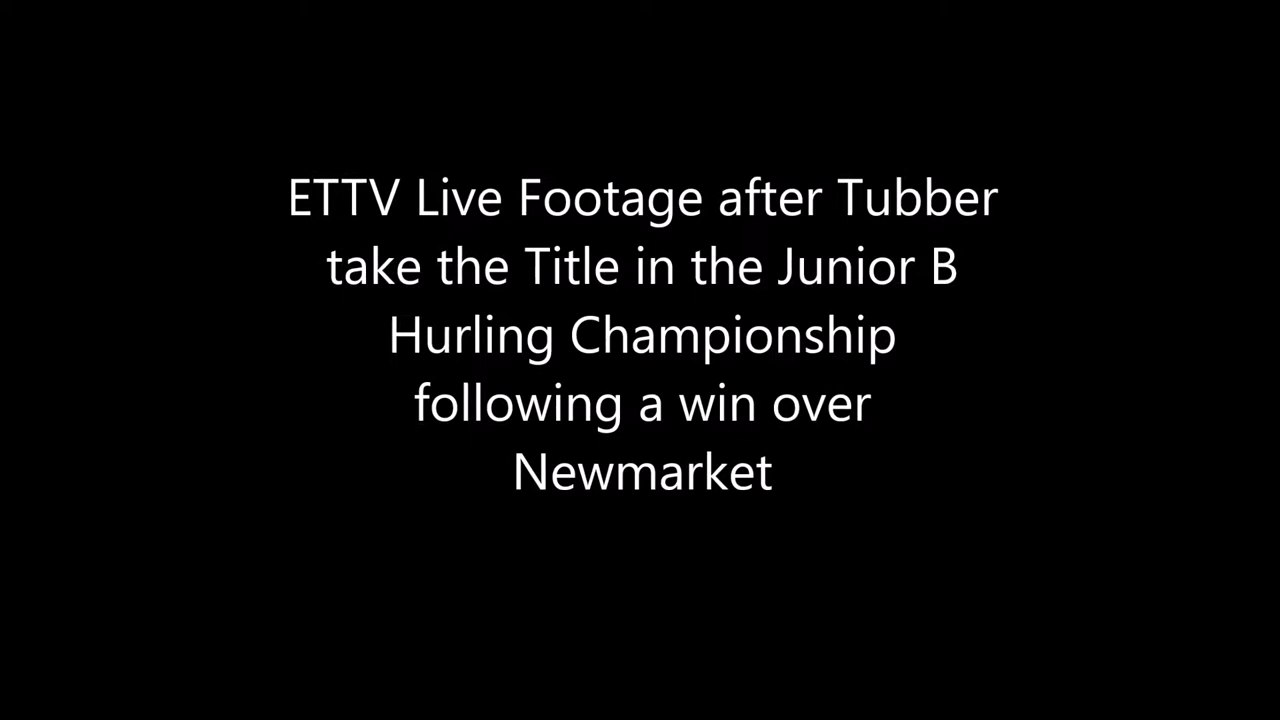 ETTV Live Footage after Tubber
take the Title in the Junior B
Hurling Championship
following a win over
Newmarket